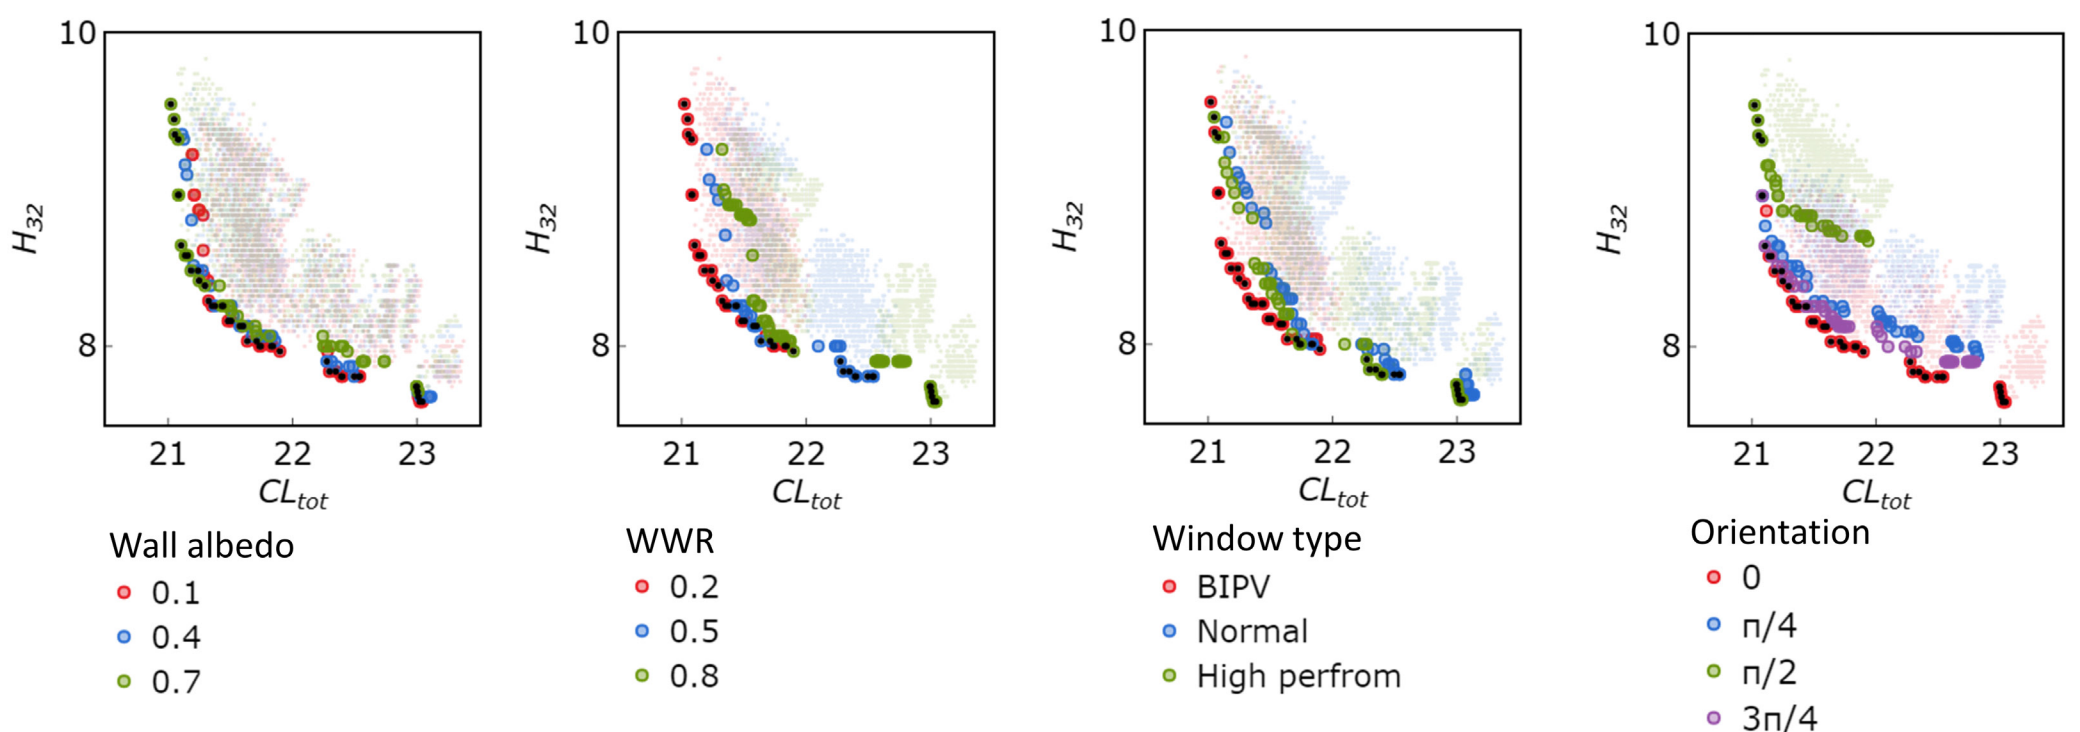 10
H32
8
21 22 23
CLtot
Wall albedo
0.1
0.4
0.7
10
H32
8
21 22 23
CLtot
WWR
0.2
0.5
0.8
10
H32
8
21 22 23
CLtot
Window type
BIPV
Normal
High perfrom
10
H32
8
21 22 23
CLtot
Orientation
0
π/4
π/2
3π/4